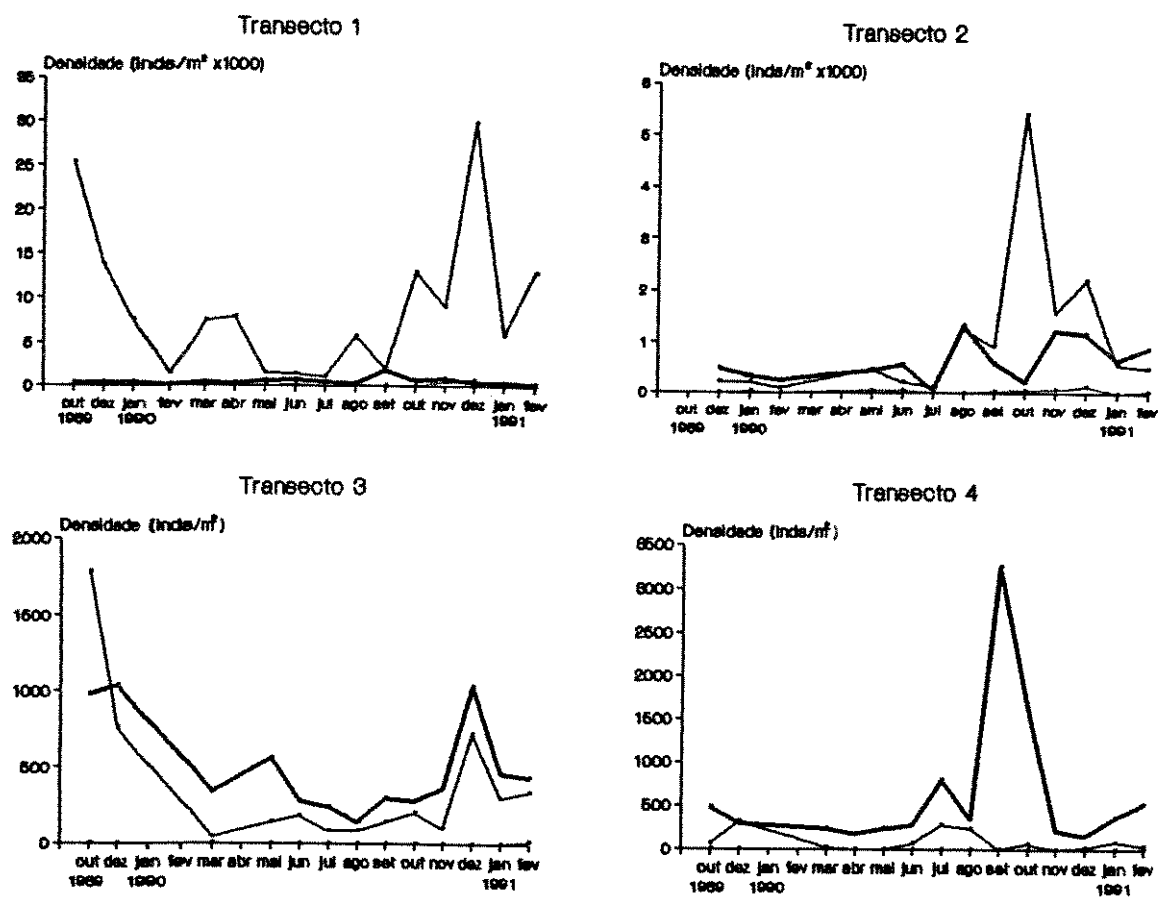 Transecto 1
Densidade (inds/m² x1000)
35
30
25
20
15
10
5
0
out dez jan fev mar abr mai jun jul ago set out nov dez jan fev
1989 1990 1991
Transecto 2
Densidade (inds/m² x1000)
6
5
4
3
2
1
0
out dez jan fev mar abr ami jun jul ago set out nov dez jan fev
1989 1990 1991
Transecto 3
Densidade (inds/m²)
2000
1500
1000
500
0
out dez jan fev mar abr mai jun jul ago set out nov dez jan fev
1989 1990 1991
Transecto 4
Densidade (inds/m²)
3500
3000
2500
2000
1500
1000
500
0
out dez jan fev mar abr mai jun jul ago set out nov dez jan fev
1989 1990 1991